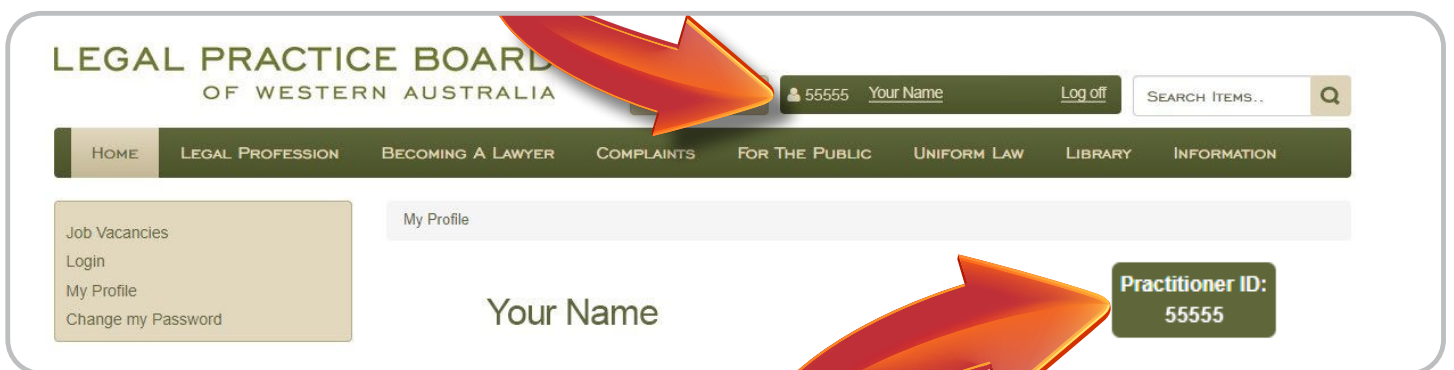 LEGAL PRACTICE BOARD
OF WESTERN AUSTRALIA
55555 Your Name Log off
SEARCH ITEMS..
HOME LEGAL PROFESSION BECOMING A LAWYER COMPLAINTS FOR THE PUBLIC UNIFORM LAW LIBRARY INFORMATION
Job Vacancies
Login
My Profile
Change my Password
My Profile
Your Name
Practitioner ID:
55555